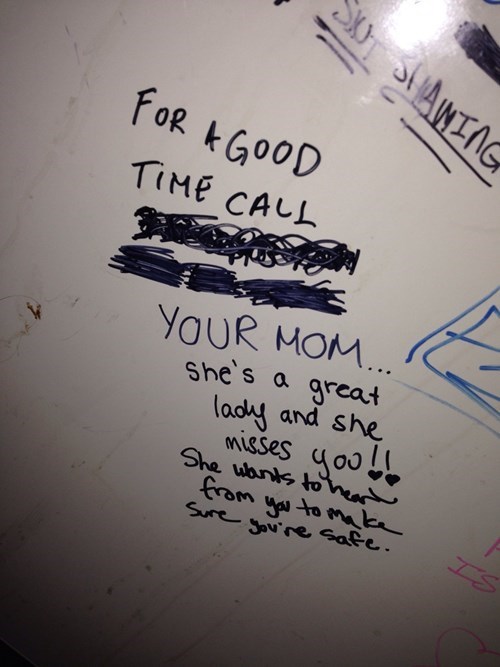 SLUT SHAMING
FOR A GOOD
TIME CALL
YOUR MOM...
she's a great
lady and she
misses you!!
She wants to hear
from you to make
sure you're safe.
IS